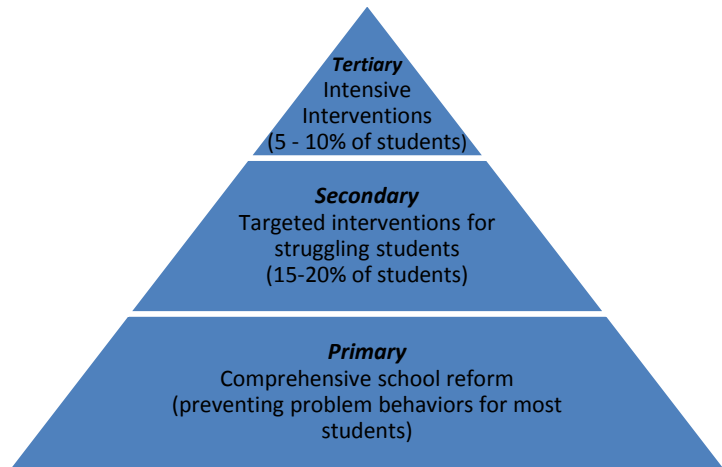 Tertiary
Intensive
Interventions
(5 - 10% of students)
Secondary
Targeted interventions for
struggling students
(15-20% of students)
Primary
Comprehensive school reform
(preventing problem behaviors for most
students)